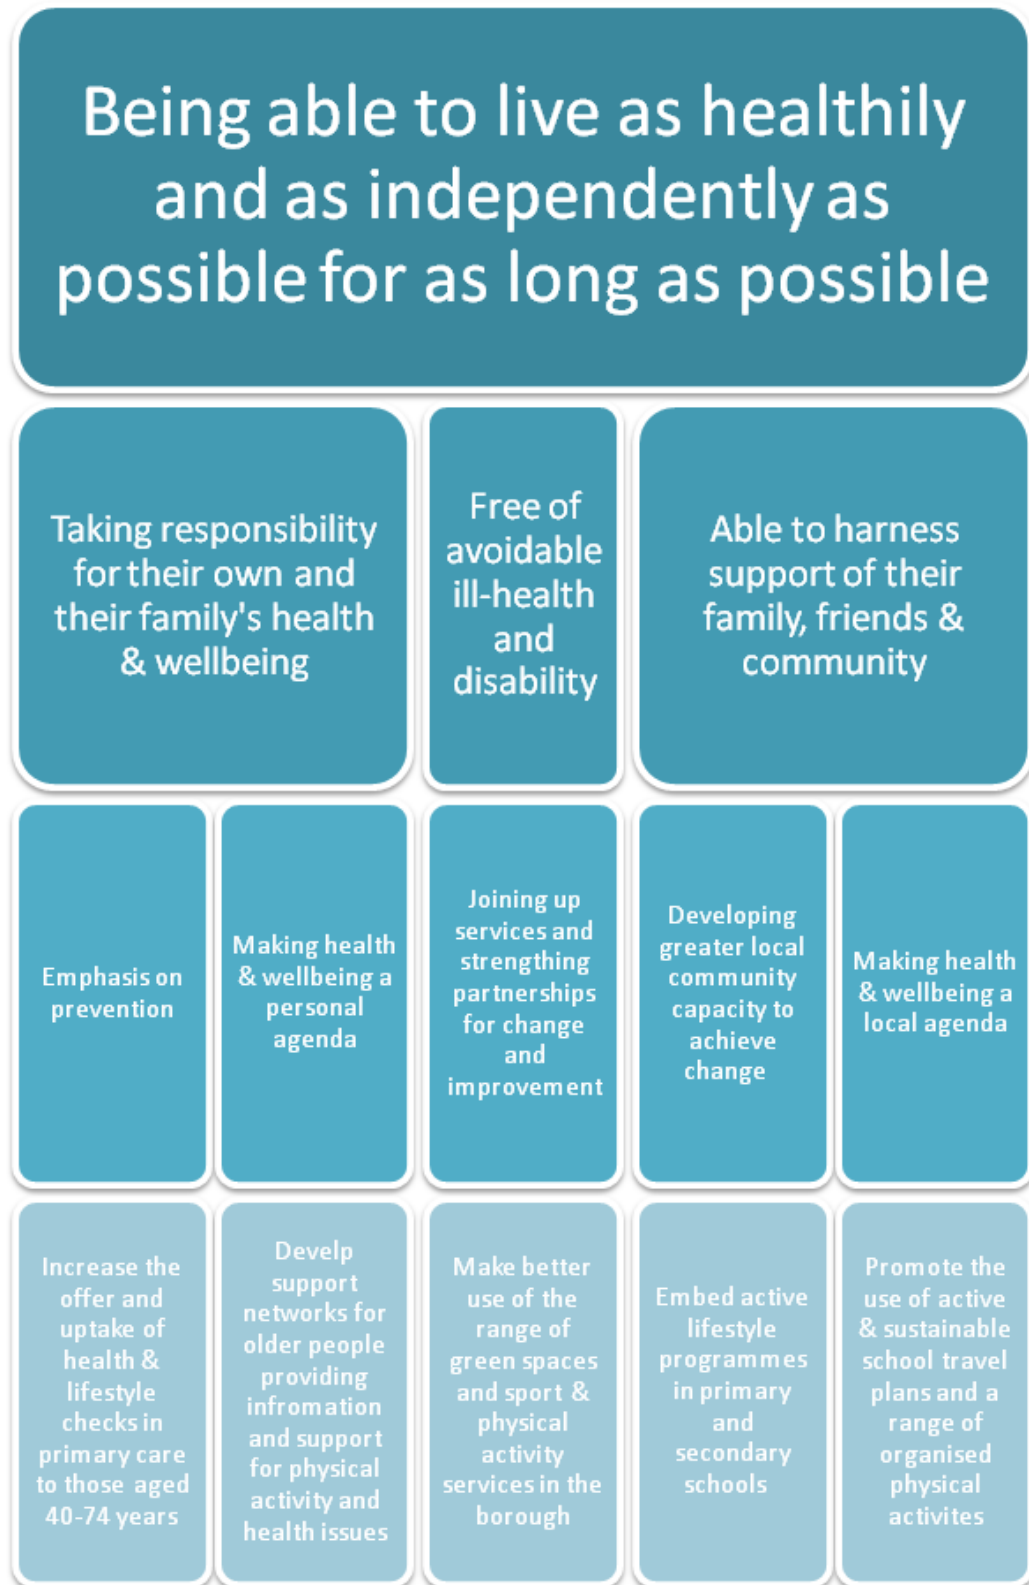 Being able to live as healthily
and as independently as
possible for as long as possible
Taking responsibility
for their own and
their family's health
& wellbeing
Free of
avoidable
ill-health
and
disability
Able to harness
support of their
family, friends &
community
Emphasis on
prevention
Making health
& wellbeing a
personal
agenda
Joining up
services and
strengthing
partnerships
for change
and
improvement
Developing
greater local
community
capacity to
achieve
change
Making health
& wellbeing a
local agenda
Increase the
offer and
uptake of
health &
lifestyle
checks in
primary care
to those aged
40-74 years
Develp
support
networks for
older people
providing
infromation
and support
for physical
activity and
health issues
Make better
use of the
range of
green spaces
and sport &
physical
activity
services in the
borough
Embed active
lifestyle
programmes
in primary
and
secondary
schools
Promote the
use of active
& sustainable
school travel
plans and a
range of
organised
physical
activites